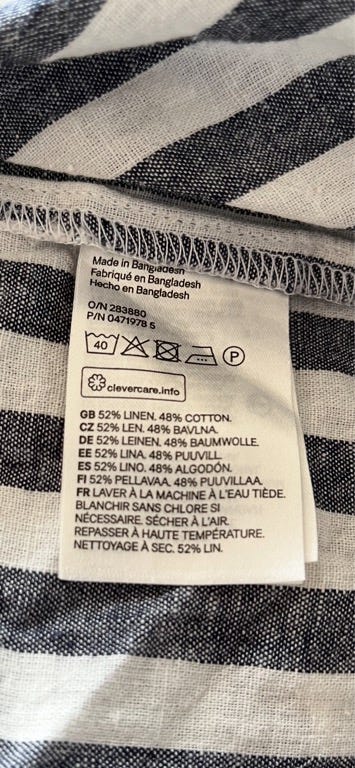 Made in Bangladesh
Fabriqué en Bangladesh
Hecho en Bangladesh
O/N 283880
P/N 0471978 5
40 P
clevercare.info
GB 52% LINEN. 48% COTTON.
CZ 52% LEN. 48% BAVLNA.
DE 52% LEINEN. 48% BAUMWOLLE.
EE 52% LINA. 48% PUUVILL.
ES 52% LINO. 48% ALGODÓN.
FI 52% PELLAVAA. 48% PUUVILLAA.
FR LAVER À LA MACHINE À L'EAU TIÈDE.
BLANCHIR SANS CHLORE SI
NÉCESSAIRE. SÉCHER À L'AIR.
REPASSER À HAUTE TEMPÉRATURE.
NETTOYAGE À SEC. 52% LIN.